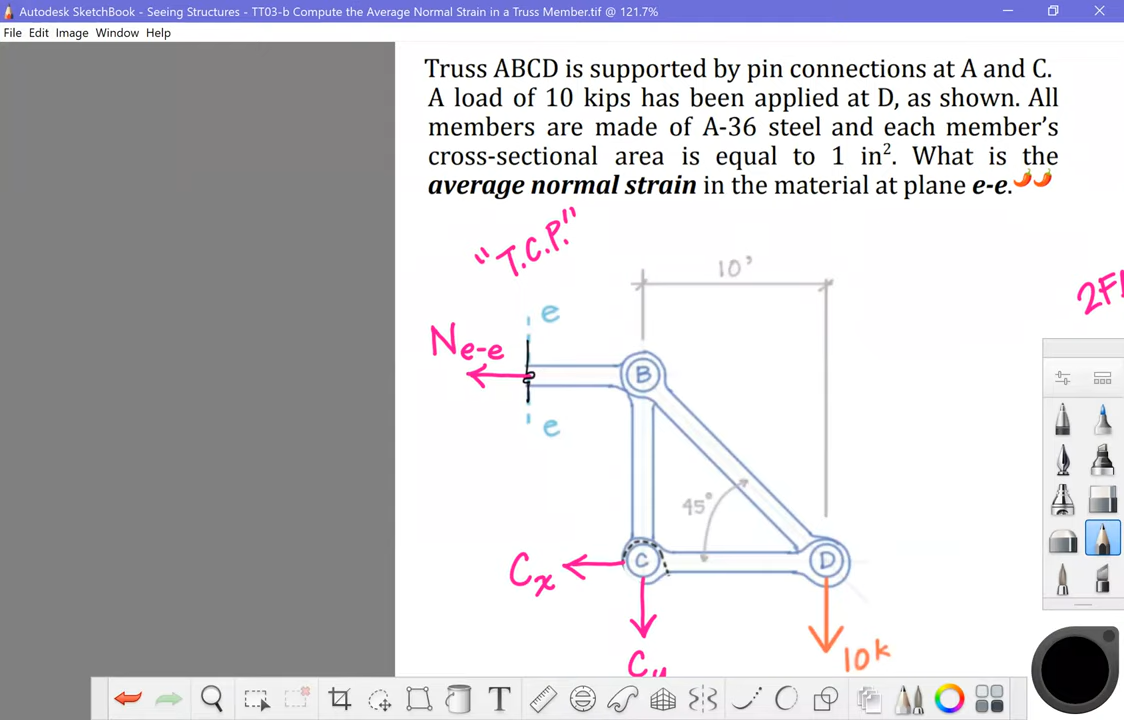 Autodesk SketchBook - Seeing Structures - TT03-b Compute the Average Normal Strain in a Truss Member.tif @ 121.7%
File Edit Image Window Help
Truss ABCD is supported by pin connections at A and C.
A load of 10 kips has been applied at D, as shown. All
members are made of A-36 steel and each member's
cross-sectional area is equal to 1 in². What is the
average normal strain in the material at plane e-e.
"T.C.P."
10'
e
N e-e
B
e
45°
C
D
Cx
10k
T